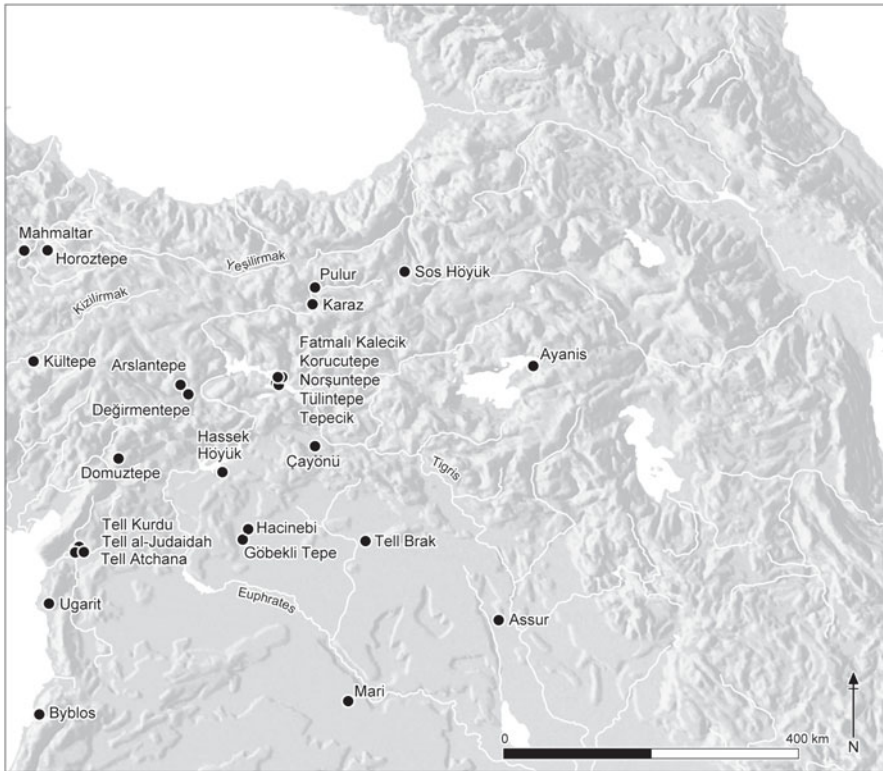 Mahmaltar
Horoztepe
Yeşilirmak
Pulur
Sos Höyük
Kizilirmak
Karaz
Kültepe
Arslantepe
Fatmalı Kalecik
Korucutepe
Norşuntepe
Tülintepe
Tepecik
Ayanis
Değirmentepe
Hassek
Höyük
Çayönü
Tigris
Domuztepe
Tell Kurdu
Tell al-Judaidah
Tell Atchana
Hacinebi
Göbekli Tepe
Tell Brak
Euphrates
Ugarit
Assur
Mari
Byblos
0
400 km
N